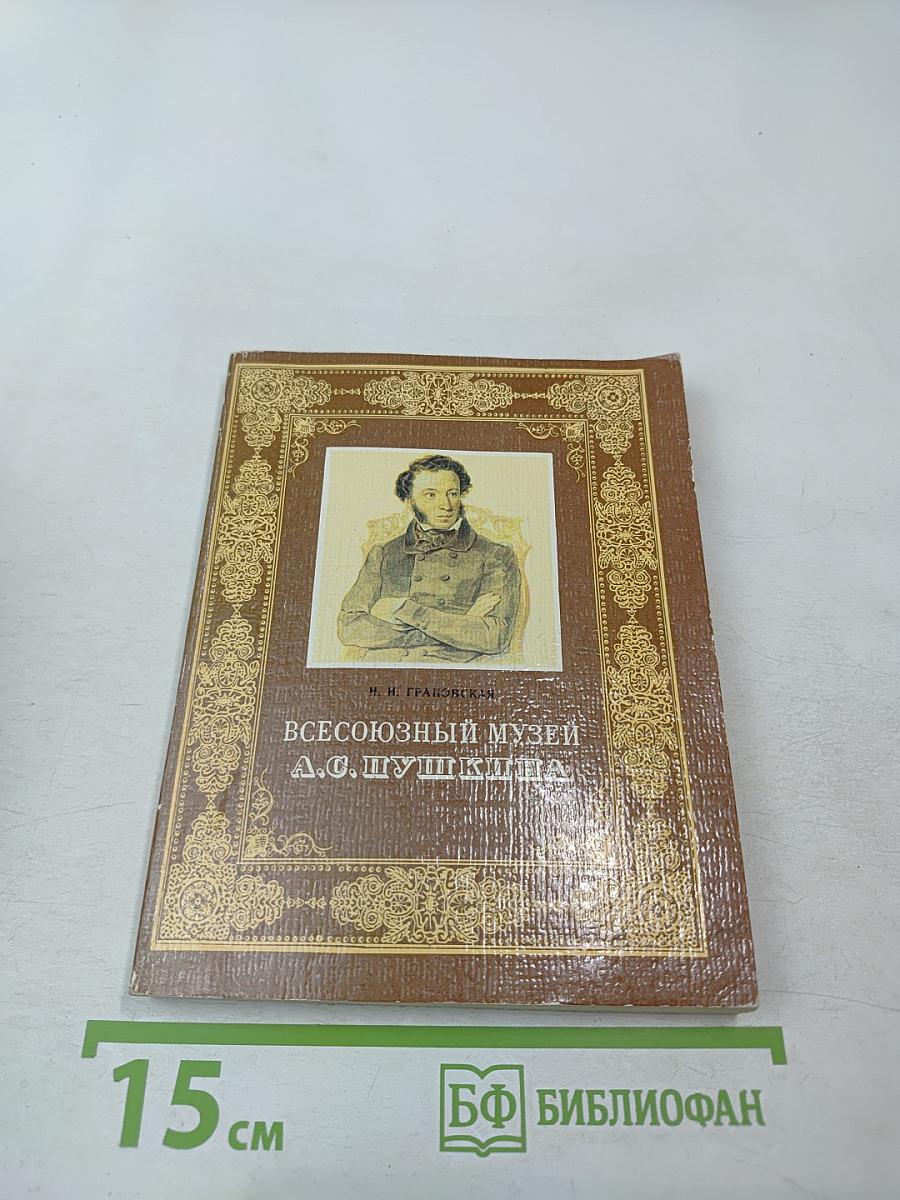 Н. И. ГРАНОВСКАЯ
ВСЕСОЮЗНЫЙ МУЗЕЙ
А.С.ПУШКИНА
15 СМ
БФ БИБЛИОФАН